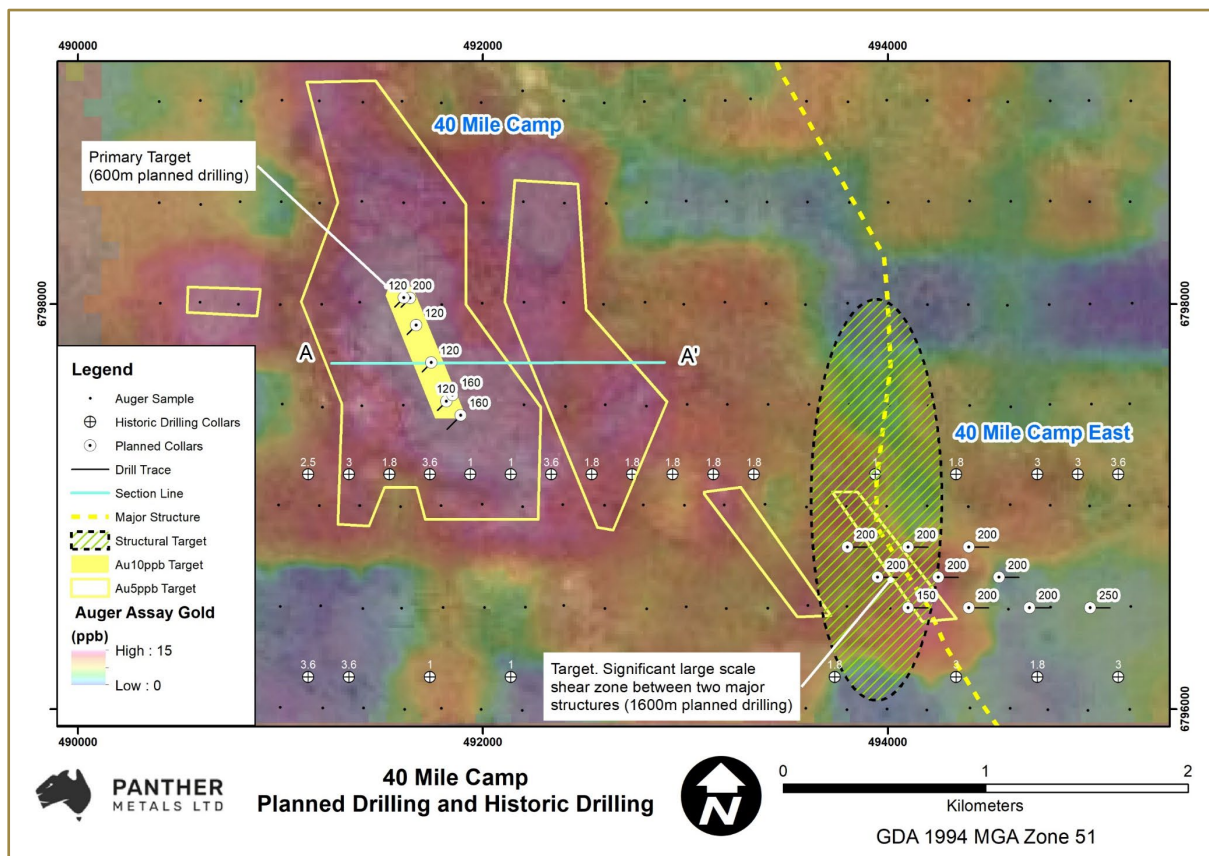 490000 492000 494000
40 Mile Camp
Primary Target
(600m planned drilling)
6798000 6798000
120 200
120
A 120 A'
120 160
160
40 Mile Camp East
2.5 3 1.8 3.6 1 1 3.6 1.8 1.8 1.8 1.8 1.8 1.8 3 3 3.6
200 200 200
200 200 200
150 200 200 250
3.6 3.6 1 1 1.8 3 1.8 3
Target. Significant large scale
shear zone between two major
structures (1600m planned drilling)
6796000
Legend
Auger Sample
Historic Drilling Collars
Planned Collars
Drill Trace
Section Line
Major Structure
Structural Target
Au10ppb Target
Au5ppb Target
Auger Assay Gold
(ppb)
High : 15
Low : 0
490000 492000 494000
PANTHER
METALS LTD
40 Mile Camp
Planned Drilling and Historic Drilling
N
0 1 2
Kilometers
GDA 1994 MGA Zone 51